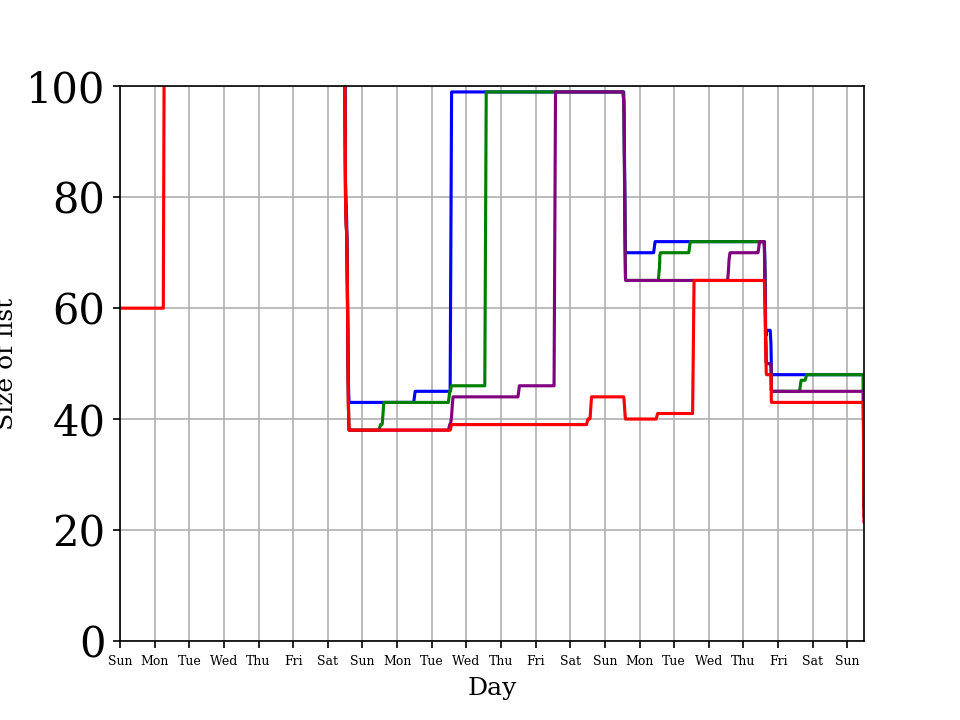 100
80
60
40
20
0
Size of list
Sun Mon Tue Wed Thu Fri Sat Sun Mon Tue Wed Thu Fri Sat Sun Mon Tue Wed Thu Fri Sat Sun
Day